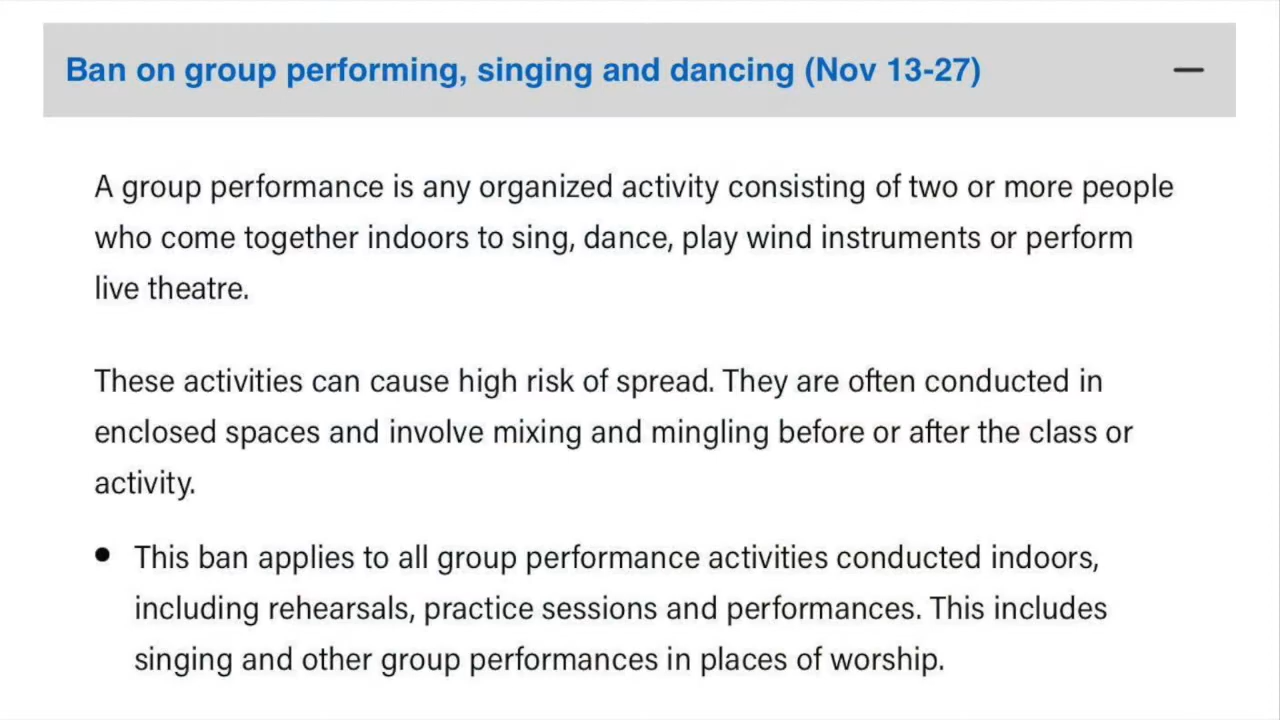 Ban on group performing, singing and dancing (Nov 13-27)
A group performance is any organized activity consisting of two or more people
who come together indoors to sing, dance, play wind instruments or perform
live theatre.
These activities can cause high risk of spread. They are often conducted in
enclosed spaces and involve mixing and mingling before or after the class or
activity.
• This ban applies to all group performance activities conducted indoors,
including rehearsals, practice sessions and performances. This includes
singing and other group performances in places of worship.